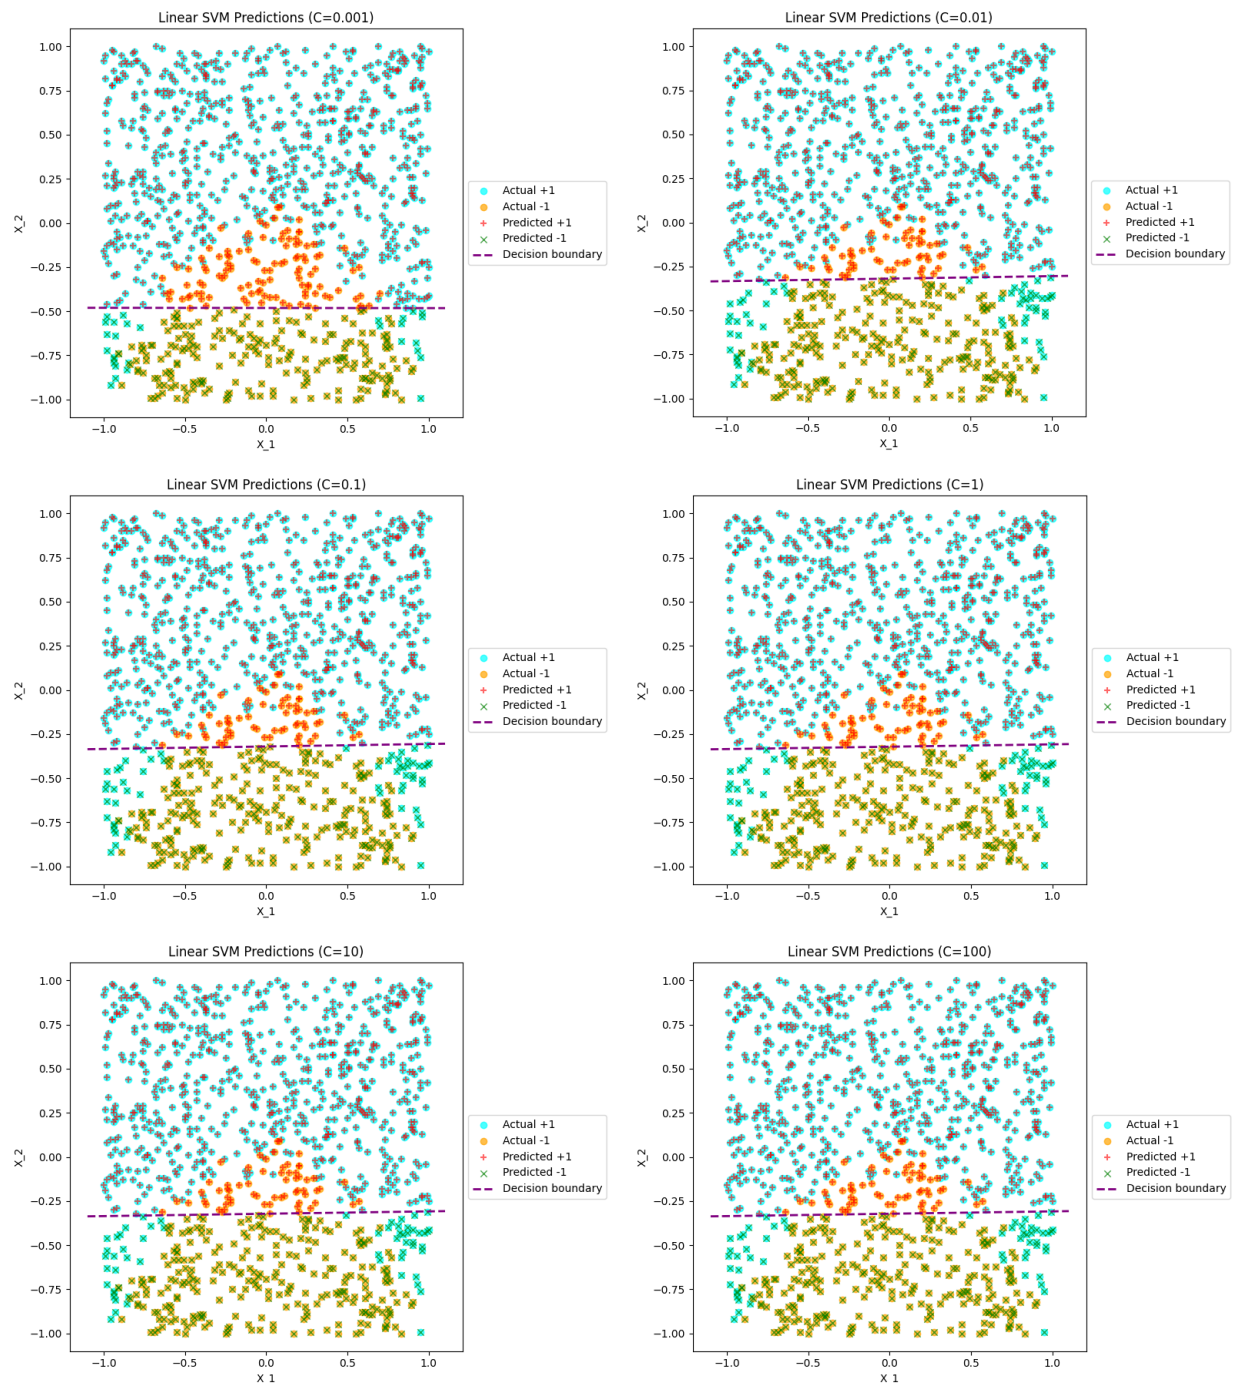 Linear SVM Predictions (C=0.001)
1.00
0.75
0.50
0.25
0.00
−0.25
−0.50
−0.75
−1.00
X_2
−1.0 −0.5 0.0 0.5 1.0
X_1
Actual +1
Actual -1
Predicted +1
Predicted -1
Decision boundary
Linear SVM Predictions (C=0.01)
1.00
0.75
0.50
0.25
0.00
−0.25
−0.50
−0.75
−1.00
X_2
−1.0 −0.5 0.0 0.5 1.0
X_1
Actual +1
Actual -1
Predicted +1
Predicted -1
Decision boundary
Linear SVM Predictions (C=0.1)
1.00
0.75
0.50
0.25
0.00
−0.25
−0.50
−0.75
−1.00
X_2
−1.0 −0.5 0.0 0.5 1.0
X_1
Actual +1
Actual -1
Predicted +1
Predicted -1
Decision boundary
Linear SVM Predictions (C=1)
1.00
0.75
0.50
0.25
0.00
−0.25
−0.50
−0.75
−1.00
X_2
−1.0 −0.5 0.0 0.5 1.0
X_1
Actual +1
Actual -1
Predicted +1
Predicted -1
Decision boundary
Linear SVM Predictions (C=10)
1.00
0.75
0.50
0.25
0.00
−0.25
−0.50
−0.75
−1.00
X_2
−1.0 −0.5 0.0 0.5 1.0
X_1
Actual +1
Actual -1
Predicted +1
Predicted -1
Decision boundary
Linear SVM Predictions (C=100)
1.00
0.75
0.50
0.25
0.00
−0.25
−0.50
−0.75
−1.00
X_2
−1.0 −0.5 0.0 0.5 1.0
X_1
Actual +1
Actual -1
Predicted +1
Predicted -1
Decision boundary